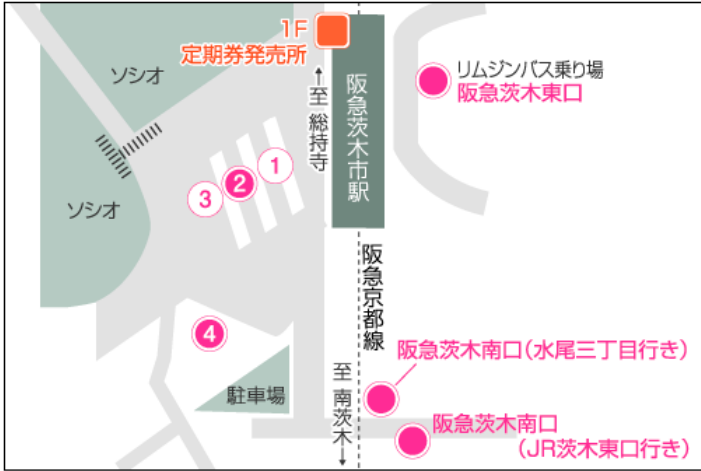 1F
定期券発売所
ソシオ
リムジンバス乗り場
阪急茨木東口
↑至 総持寺
阪急茨木市駅
1
2
3
ソシオ
阪急京都線
4
阪急茨木南口(水尾三丁目行き)
駐車場
至 南茨木↓
阪急茨木南口
(JR茨木東口行き)